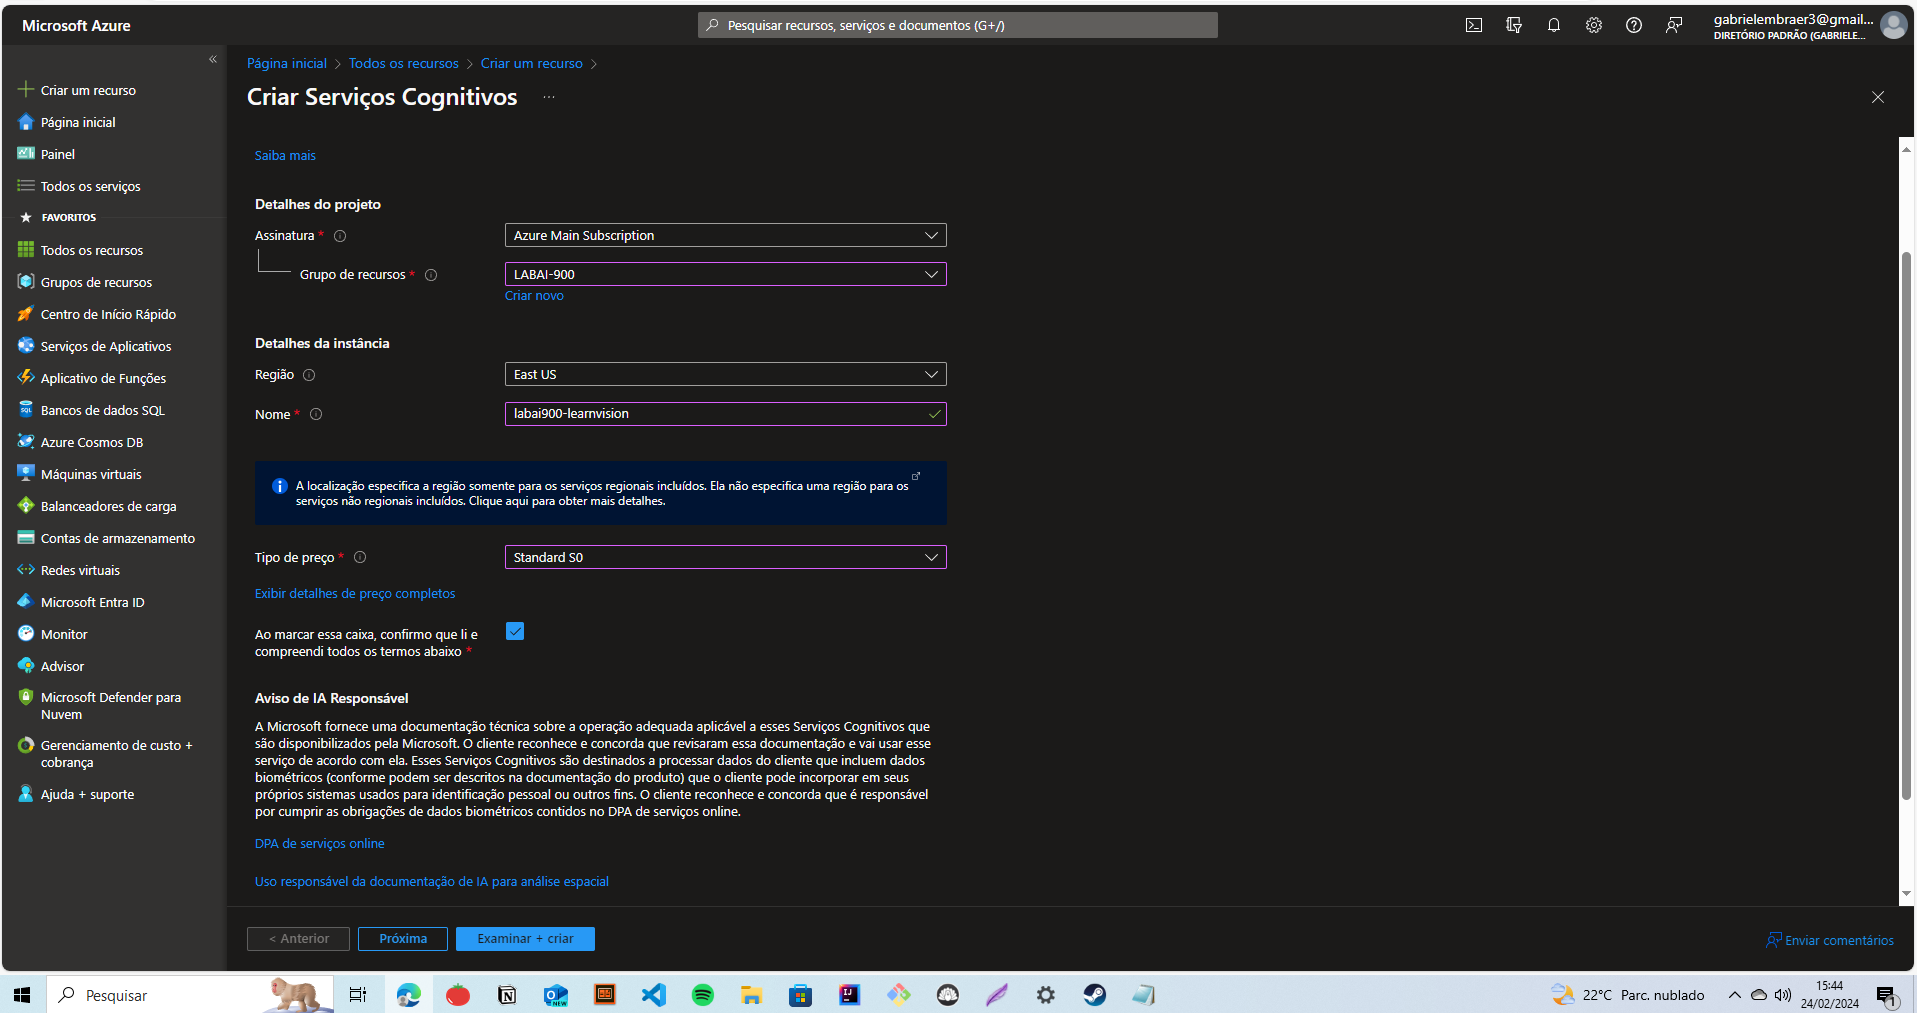 Microsoft Azure
Pesquisar recursos, serviços e documentos (G+/)
gabrielembraer3@gmail...
DIRETÓRIO PADRÃO (GABRIELE...
«
Criar um recurso
Página inicial
Painel
Todos os serviços
FAVORITOS
Todos os recursos
Grupos de recursos
Centro de Início Rápido
Serviços de Aplicativos
Aplicativo de Funções
Bancos de dados SQL
Azure Cosmos DB
Máquinas virtuais
Balanceadores de carga
Contas de armazenamento
Redes virtuais
Microsoft Entra ID
Monitor
Advisor
Microsoft Defender para
Nuvem
Gerenciamento de custo +
cobrança
Ajuda + suporte
Página inicial > Todos os recursos > Criar um recurso >
Criar Serviços Cognitivos ...
Saiba mais
Detalhes do projeto
Assinatura *
Azure Main Subscription
Grupo de recursos *
LABAI-900
Criar novo
Detalhes da instância
Região
East US
Nome *
labai900-learnvision
A localização especifica a região somente para os serviços regionais incluídos. Ela não especifica uma região para os
serviços não regionais incluídos. Clique aqui para obter mais detalhes.
Tipo de preço *
Standard S0
Exibir detalhes de preço completos
Ao marcar essa caixa, confirmo que li e
compreendi todos os termos abaixo *
Aviso de IA Responsável
A Microsoft fornece uma documentação técnica sobre a operação adequada aplicável a esses Serviços Cognitivos que
são disponibilizados pela Microsoft. O cliente reconhece e concorda que revisaram essa documentação e vai usar esse
serviço de acordo com ela. Esses Serviços Cognitivos são destinados a processar dados do cliente que incluem dados
biométricos (conforme podem ser descritos na documentação do produto) que o cliente pode incorporar em seus
próprios sistemas usados para identificação pessoal ou outros fins. O cliente reconhece e concorda que é responsável
por cumprir as obrigações de dados biométricos contidos no DPA de serviços online.
DPA de serviços online
Uso responsável da documentação de IA para análise espacial
< Anterior
Próxima
Examinar + criar
Enviar comentários
Pesquisar
NEW
22°C Parc. nublado
15:44
24/02/2024
1